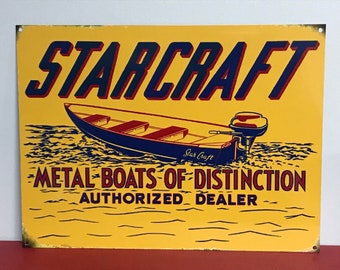 STARCRAFT
Star Craft
METAL BOATS OF DISTINCTION
AUTHORIZED DEALER